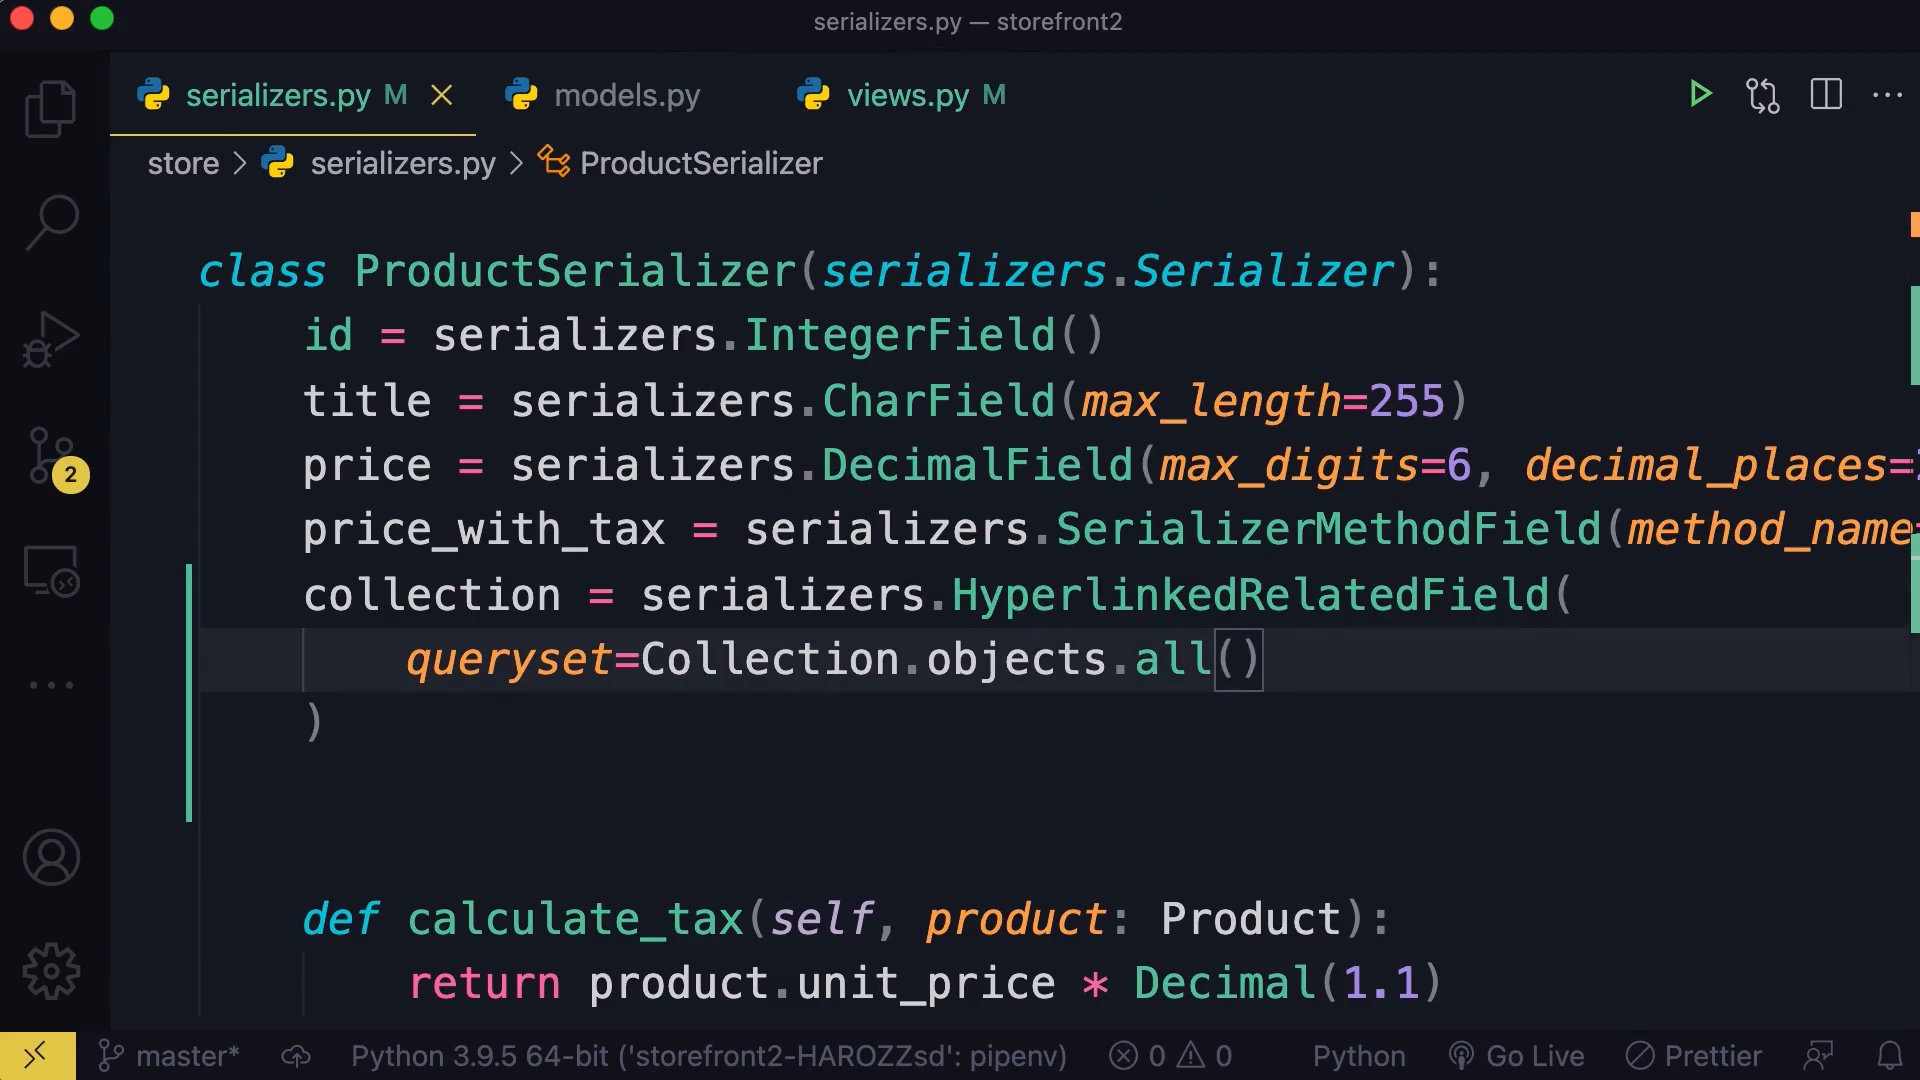 serializers.py — storefront2
serializers.py M
models.py
views.py M
store > serializers.py > ProductSerializer
class ProductSerializer(serializers.Serializer):
id = serializers.IntegerField()
title = serializers.CharField(max_length=255)
price = serializers.DecimalField(max_digits=6, decimal_places=
price_with_tax = serializers.SerializerMethodField(method_name=
collection = serializers.HyperlinkedRelatedField(
queryset=Collection.objects.all()
)
def calculate_tax(self, product: Product):
return product.unit_price * Decimal(1.1)
2
master* Python 3.9.5 64-bit ('storefront2-HAROZZsd': pipenv) 0 0 Python Go Live Prettier